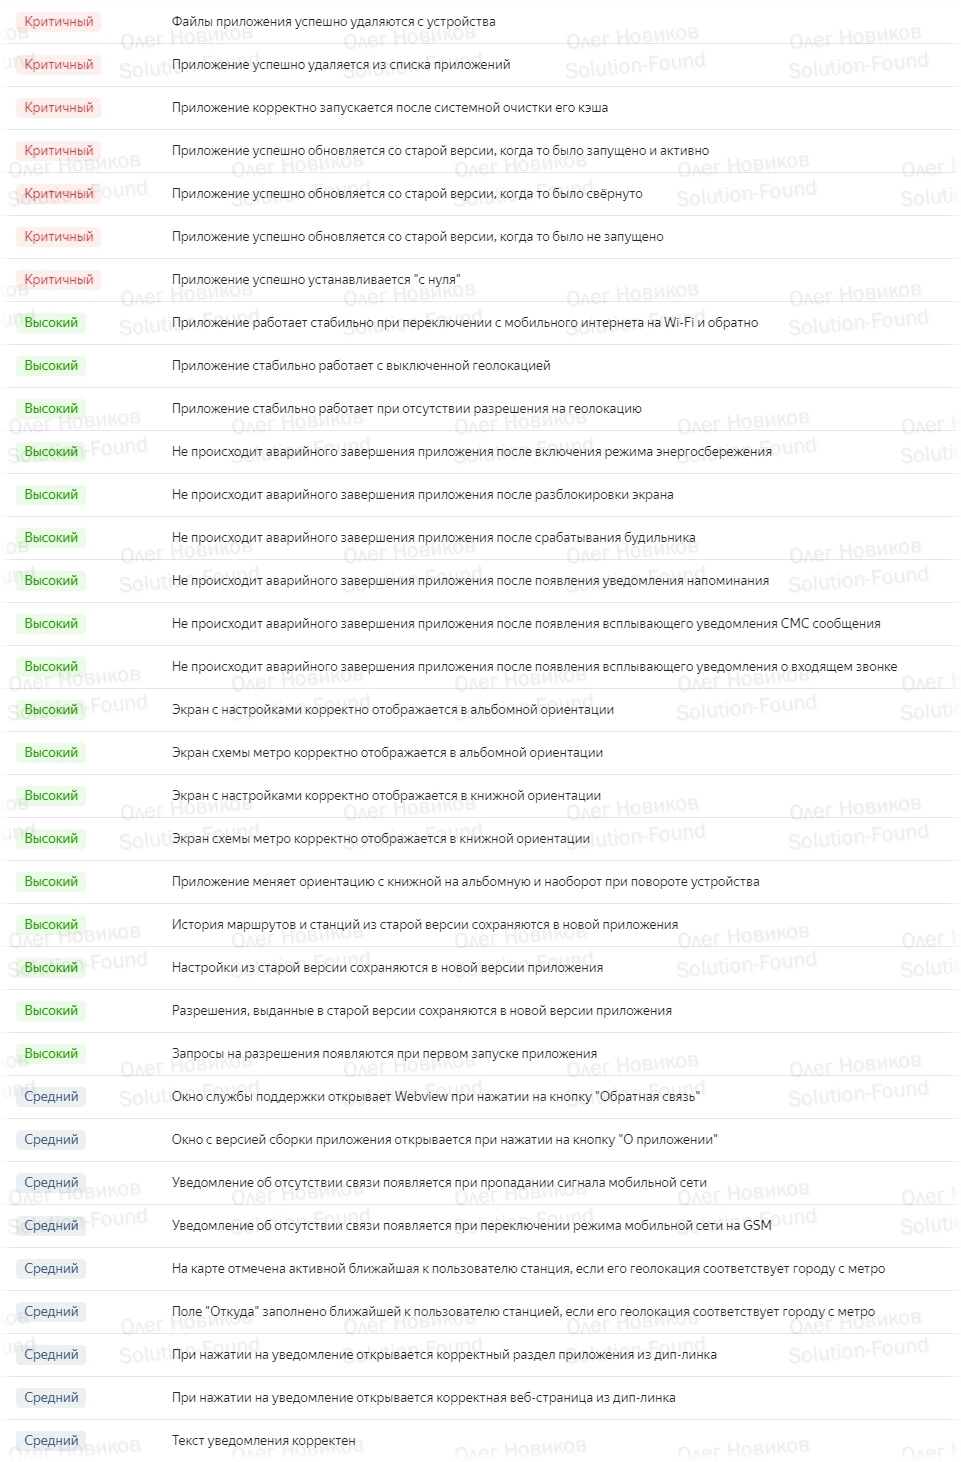 Критичный Файлы приложения успешно удаляются с устройства
Критичный Приложение успешно удаляется из списка приложений
Критичный Приложение корректно запускается после системной очистки его кэша
Критичный Приложение успешно обновляется со старой версии, когда то было запущено и активно
Критичный Приложение успешно обновляется со старой версии, когда то было свёрнуто
Критичный Приложение успешно обновляется со старой версии, когда то было не запущено
Критичный Приложение успешно устанавливается "с нуля"
Высокий Приложение работает стабильно при переключении с мобильного интернета на Wi-Fi и обратно
Высокий Приложение стабильно работает с выключенной геолокацией
Высокий Приложение стабильно работает при отсутствии разрешения на геолокацию
Высокий Не происходит аварийного завершения приложения после включения режима энергосбережения
Высокий Не происходит аварийного завершения приложения после разблокировки экрана
Высокий Не происходит аварийного завершения приложения после срабатывания будильника
Высокий Не происходит аварийного завершения приложения после появления уведомления напоминания
Высокий Не происходит аварийного завершения приложения после появления всплывающего уведомления СМС сообщения
Высокий Не происходит аварийного завершения приложения после появления всплывающего уведомления о входящем звонке
Высокий Экран с настройками корректно отображается в альбомной ориентации
Высокий Экран схемы метро корректно отображается в альбомной ориентации
Высокий Экран с настройками корректно отображается в книжной ориентации
Высокий Экран схемы метро корректно отображается в книжной ориентации
Высокий Приложение меняет ориентацию с книжной на альбомную и наоборот при повороте устройства
Высокий История маршрутов и станций из старой версии сохраняются в новой приложения
Высокий Настройки из старой версии сохраняются в новой версии приложения
Высокий Разрешения, выданные в старой версии сохраняются в новой версии приложения
Высокий Запросы на разрешения появляются при первом запуске приложения
Средний Окно службы поддержки открывает Webview при нажатии на кнопку "Обратная связь"
Средний Окно с версией сборки приложения открывается при нажатии на кнопку "О приложении"
Средний Уведомление об отсутствии связи появляется при пропадании сигнала мобильной сети
Средний Уведомление об отсутствии связи появляется при переключении режима мобильной сети на GSM
Средний На карте отмечена активной ближайшая к пользователю станция, если его геолокация соответствует городу с метро
Средний Поле "Откуда" заполнено ближайшей к пользователю станцией, если его геолокация соответствует городу с метро
Средний При нажатии на уведомление открывается корректный раздел приложения из дип-линка
Средний При нажатии на уведомление открывается корректная веб-страница из дип-линка
Средний Текст уведомления корректен
Олег Новиков
Solution-Found